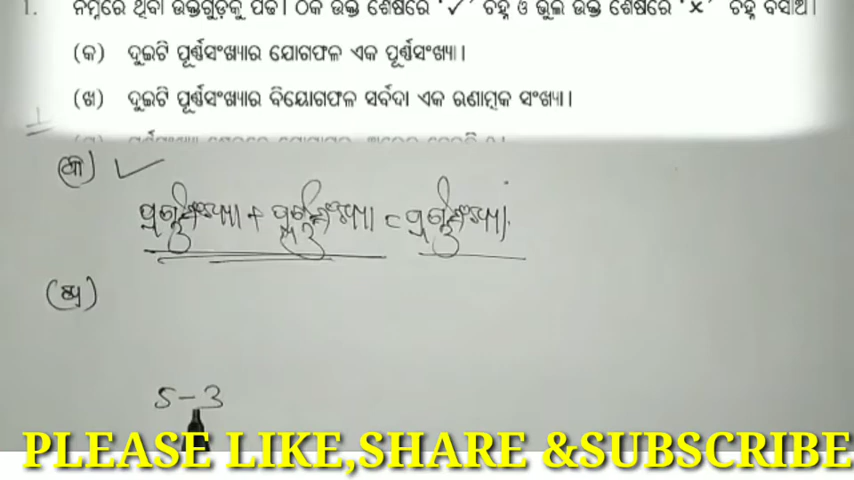 1. ନିମ୍ନରେ ଥିବା ଉକ୍ତିଗୁଡ଼ିକୁ ପଢ଼। ଠିକ୍ ଉକ୍ତି ଶେଷରେ '✓' ଚିହ୍ନ ଓ ଭୁଲ ଉକ୍ତି ଶେଷରେ '×' ଚିହ୍ନ ବସାଅ।
(କ) ଦୁଇଟି ପୂର୍ଣ୍ଣସଂଖ୍ୟାର ଯୋଗଫଳ ଏକ ପୂର୍ଣ୍ଣସଂଖ୍ୟା।
(ଖ) ଦୁଇଟି ପୂର୍ଣ୍ଣସଂଖ୍ୟାର ବିୟୋଗଫଳ ସର୍ବଦା ଏକ ଋଣାତ୍ମକ ସଂଖ୍ୟା।
(କ) ✓
ପୂର୍ଣ୍ଣସଂଖ୍ୟା + ପୂର୍ଣ୍ଣସଂଖ୍ୟା = ପୂର୍ଣ୍ଣସଂଖ୍ୟା
(ଖ)
5-3
PLEASE LIKE,SHARE &SUBSCRIBE